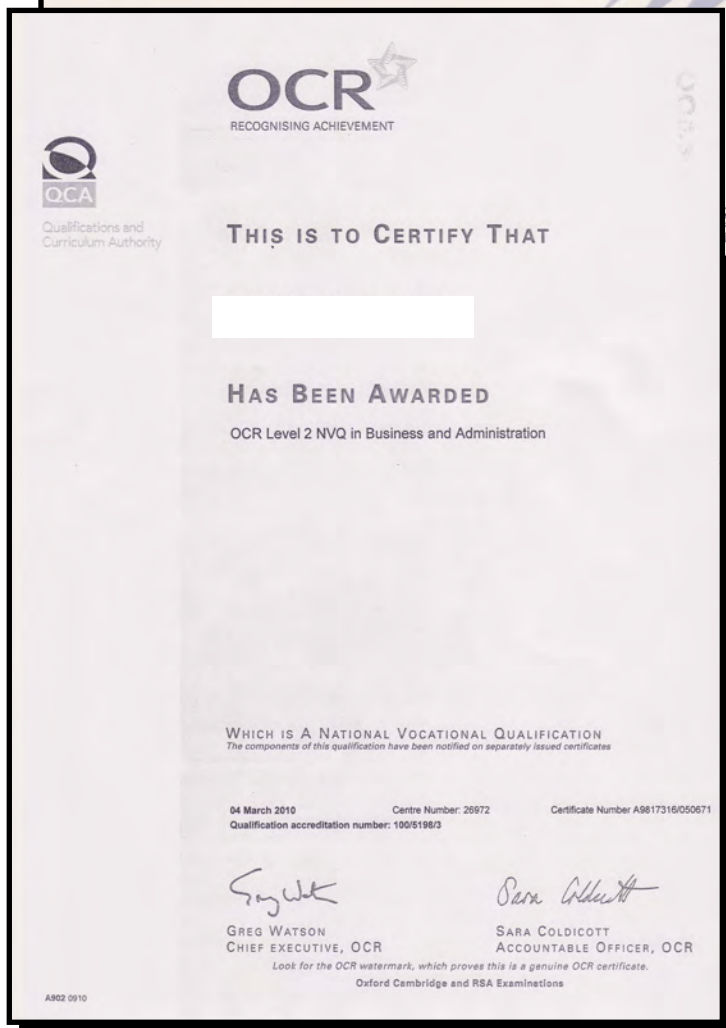 OCR
RECOGNISING ACHIEVEMENT
QCA
Qualifications and
Curriculum Authority
THIS IS TO CERTIFY THAT
HAS BEEN AWARDED
OCR Level 2 NVQ in Business and Administration
WHICH IS A NATIONAL VOCATIONAL QUALIFICATION
The components of this qualification have been notified on separately issued certificates
04 March 2010 Centre Number: 26972 Certificate Number A9817316/050671
Qualification accreditation number: 100/5198/3
GREG WATSON SARA COLDICOTT
CHIEF EXECUTIVE, OCR ACCOUNTABLE OFFICER, OCR
Look for the OCR watermark, which proves this is a genuine OCR certificate.
Oxford Cambridge and RSA Examinations
A902 0910